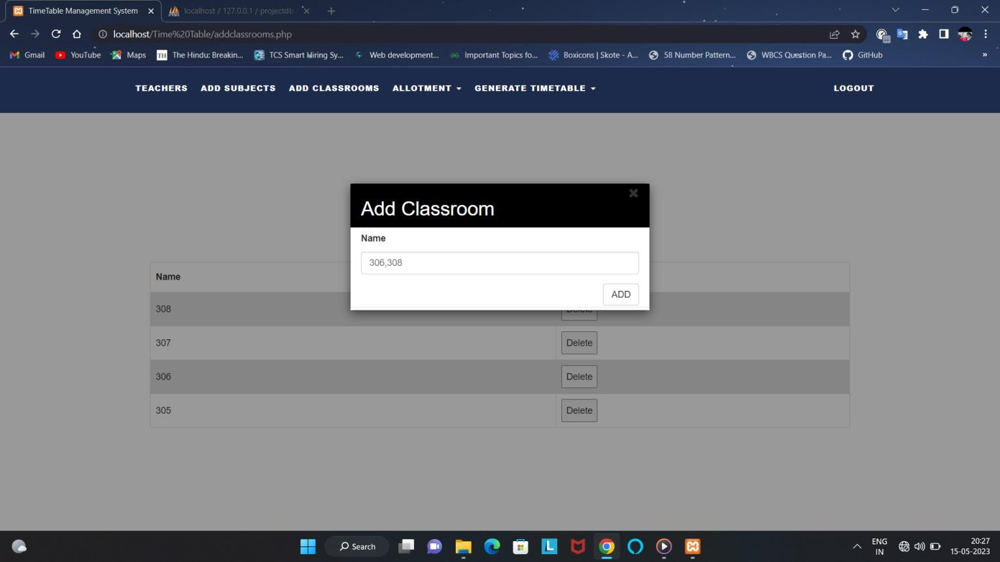 TimeTable Management System
localhost / 127.0.0.1 / projectdb /
localhost/Time%20Table/addclassrooms.php
Gmail
YouTube
Maps
TH
The Hindu: Breakin...
TCS Smart Hiring Sy...
Web development...
Important Topics fo...
Boxicons | Skote - A...
58 Number Pattern...
WBCS Question Pa...
GitHub
»
TEACHERS
ADD SUBJECTS
ADD CLASSROOMS
ALLOTMENT
GENERATE TIMETABLE
LOGOUT
Add Classroom
Name
306,308
ADD
Name
308
Delete
307
Delete
306
Delete
305
Delete
Search
L
ENG
IN
20:27
15-05-2023